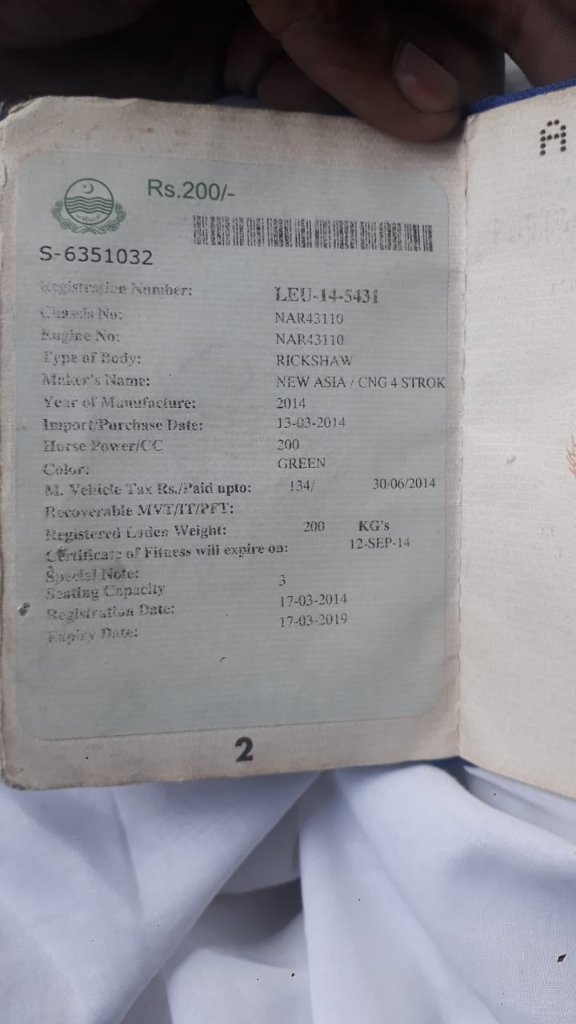 Rs.200/-
S-6351032
Registration Number: LEU-14-5431
Chassis No: NAR43110
Engine No: NAR43110
Type of Body: RICKSHAW
Maker's Name: NEW ASIA / CNG 4 STROK
Year of Manufacture: 2014
Import/Purchase Date: 13-03-2014
Horse Power/CC 200
Color: GREEN
M. Vehicle Tax Rs./Paid upto: 134/ 30/06/2014
Recoverable MVT/IT/PFT:
Registered Laden Weight: 200 KG's
Certificate of Fitness will expire on: 12-SEP-14
Special Note:
Seating Capacity 3
Registration Date: 17-03-2014
Expiry Date: 17-03-2019
2
A